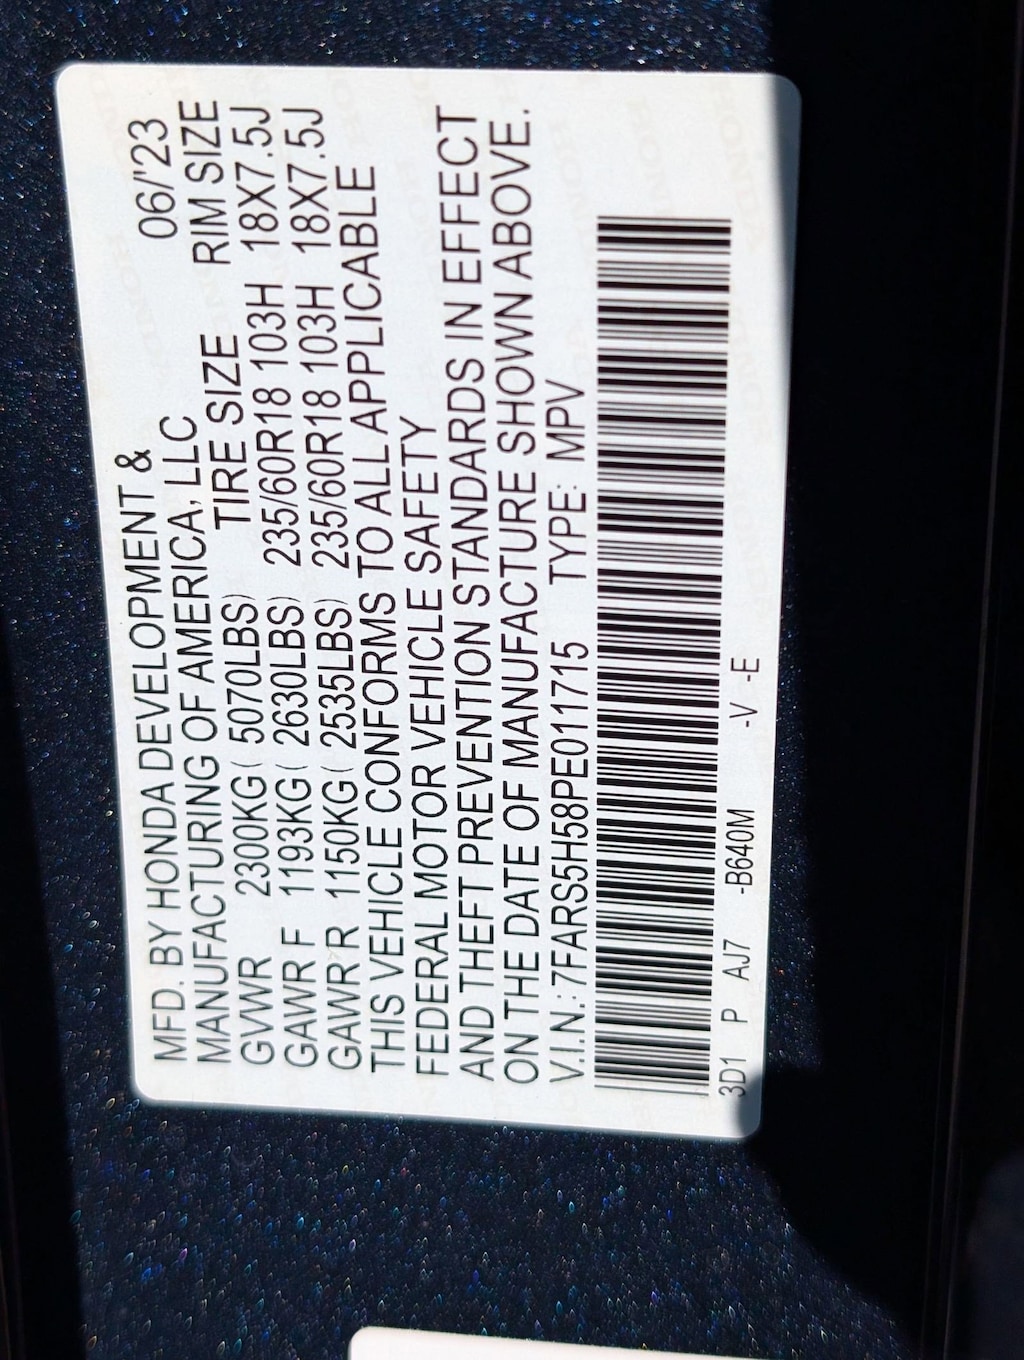 MFD. BY HONDA DEVELOPMENT & 06/'23
MANUFACTURING OF AMERICA, LLC RIM SIZE
TIRE SIZE
GVWR 2300KG( 5070LBS) 235/60R18 103H 18X7.5J
GAWR F 1193KG( 2630LBS) 235/60R18 103H 18X7.5J
GAWR R 1150KG( 2535LBS)
THIS VEHICLE CONFORMS TO ALL APPLICABLE
FEDERAL MOTOR VEHICLE SAFETY
AND THEFT PREVENTION STANDARDS IN EFFECT
ON THE DATE OF MANUFACTURE SHOWN ABOVE.
V.I.N.: 7FARS5H58PE011715 TYPE: MPV
3D1 P AJ7 -B640M -V -E